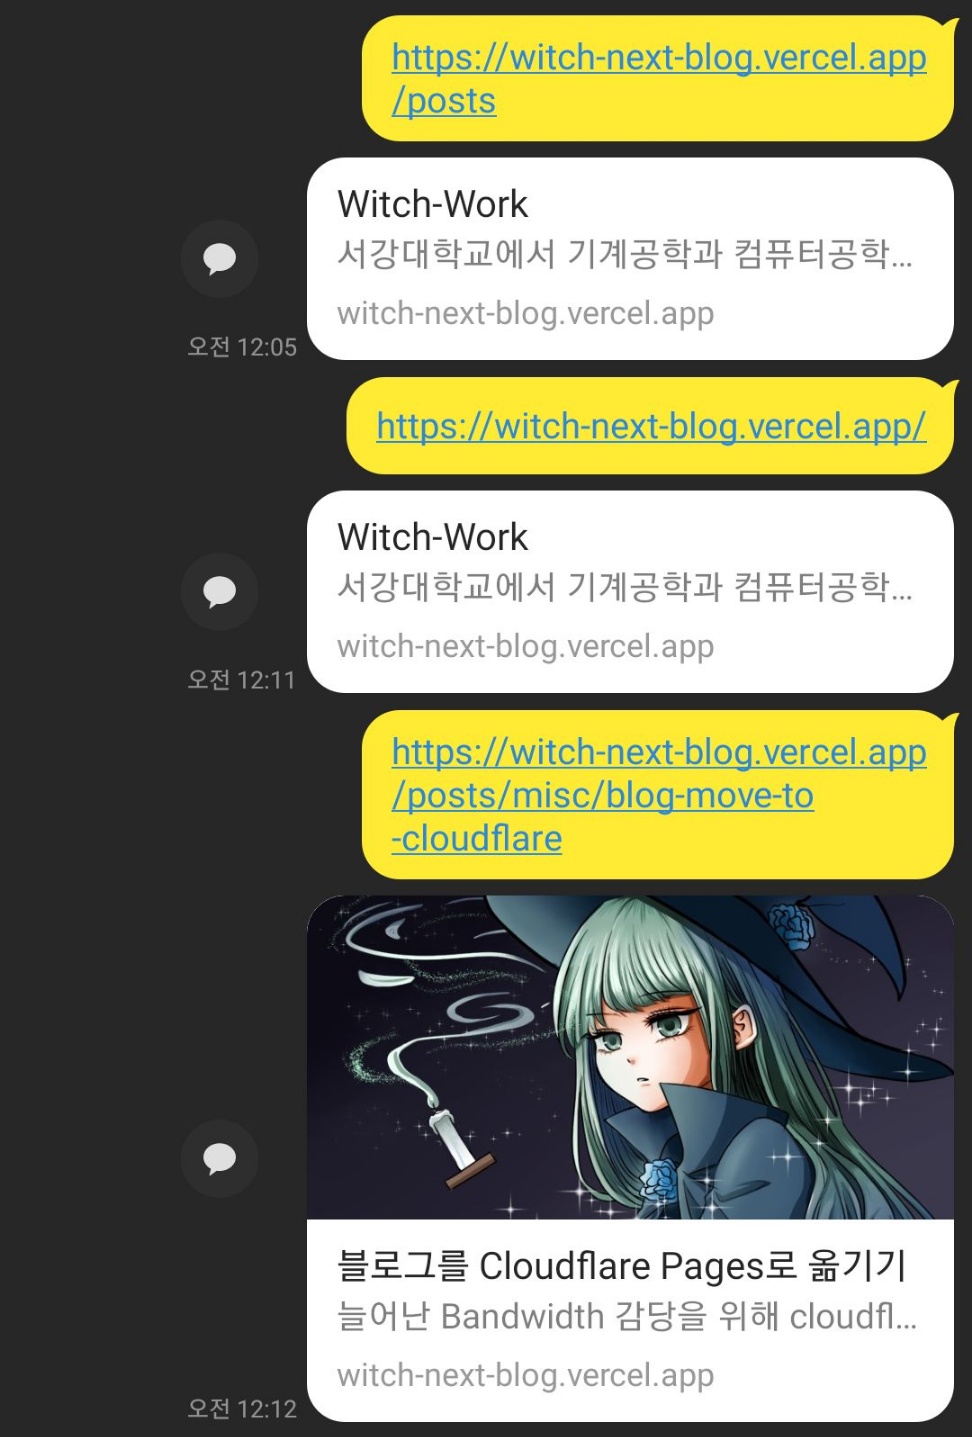 https://witch-next-blog.vercel.app
/posts
Witch-Work
서강대학교에서 기계공학과 컴퓨터공학...
witch-next-blog.vercel.app
오전 12:05
https://witch-next-blog.vercel.app/
Witch-Work
서강대학교에서 기계공학과 컴퓨터공학...
witch-next-blog.vercel.app
오전 12:11
https://witch-next-blog.vercel.app
/posts/misc/blog-move-to
-cloudflare
블로그를 Cloudflare Pages로 옮기기
늘어난 Bandwidth 감당을 위해 cloudfl...
witch-next-blog.vercel.app
오전 12:12